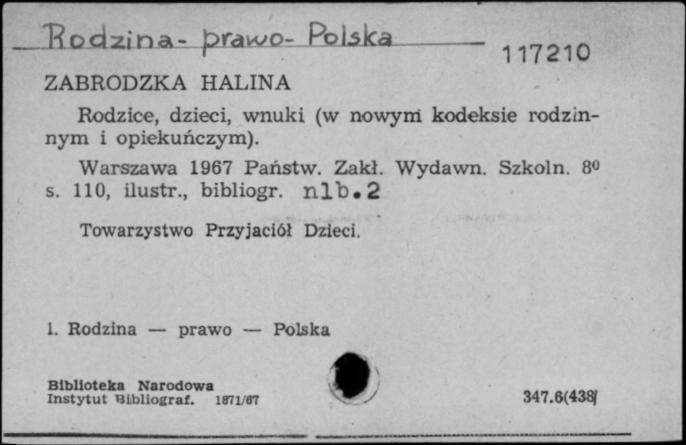 Rodzina - prawo - Polska
117210
ZABRODZKA HALINA
Rodzice, dzieci, wnuki (w nowym kodeksie rodzin-
nym i opiekuńczym).
Warszawa 1967 Państw. Zakł. Wydawn. Szkoln. 8⁰
s. 110, ilustr., bibliogr. nlb.2
Towarzystwo Przyjaciół Dzieci.
1. Rodzina — prawo — Polska
Biblioteka Narodowa
Instytut Bibliograf. 1871/67
347.6(438)